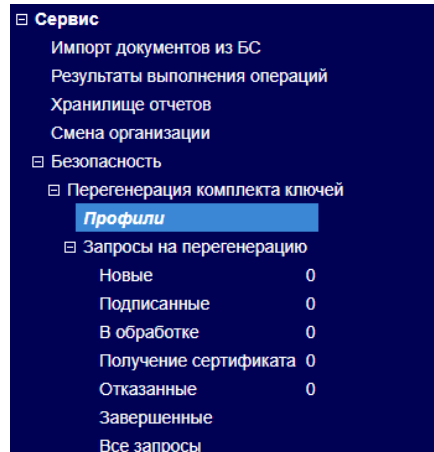 Сервис
Импорт документов из БС
Результаты выполнения операций
Хранилище отчетов
Смена организации
Безопасность
Перегенерация комплекта ключей
Профили
Запросы на перегенерацию
Новые 0
Подписанные 0
В обработке 0
Получение сертификата 0
Отказанные 0
Завершенные
Все запросы